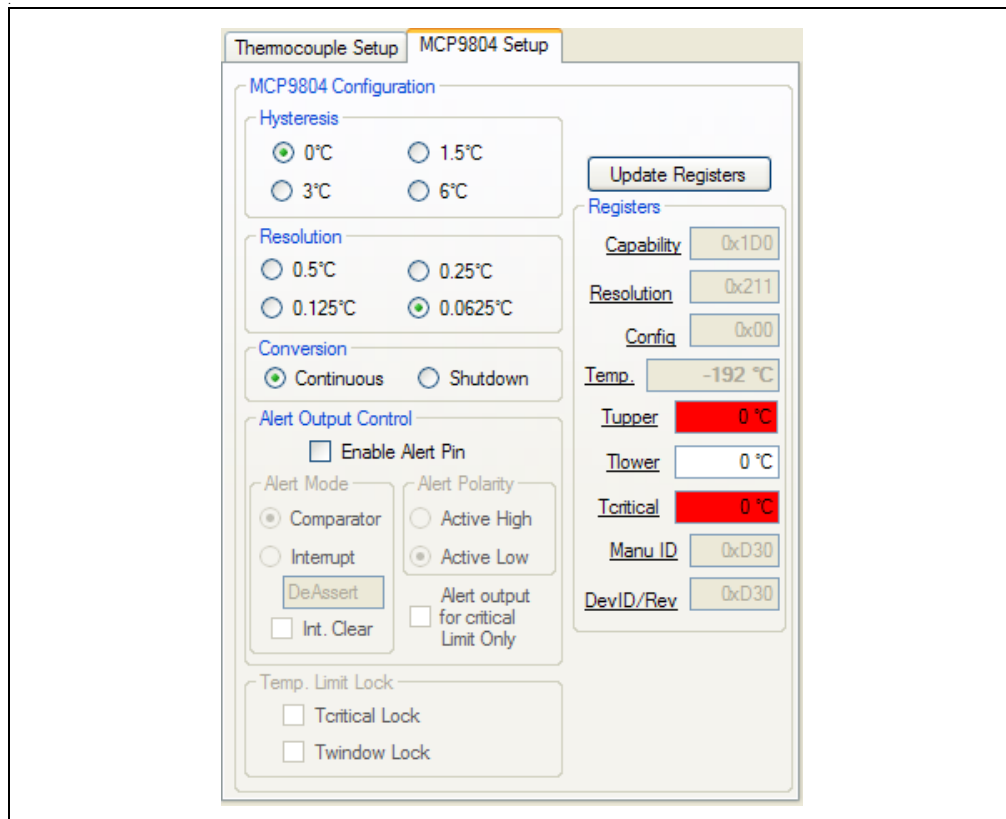 Thermocouple Setup
MCP9804 Setup
MCP9804 Configuration
Hysteresis
0°C
1.5°C
3°C
6°C
Resolution
0.5°C
0.25°C
0.125°C
0.0625°C
Conversion
Continuous
Shutdown
Alert Output Control
Enable Alert Pin
Alert Mode
Comparator
Interrupt
DeAssert
Int. Clear
Alert Polarity
Active High
Active Low
Alert output
for critical
Limit Only
Temp. Limit Lock
Tcritical Lock
Twindow Lock
Update Registers
Registers
Capability 0x1D0
Resolution 0x211
Config 0x00
Temp. -192 °C
Tupper 0 °C
Tlower 0 °C
Tcritical 0 °C
Manu ID 0xD30
DevID/Rev 0xD30